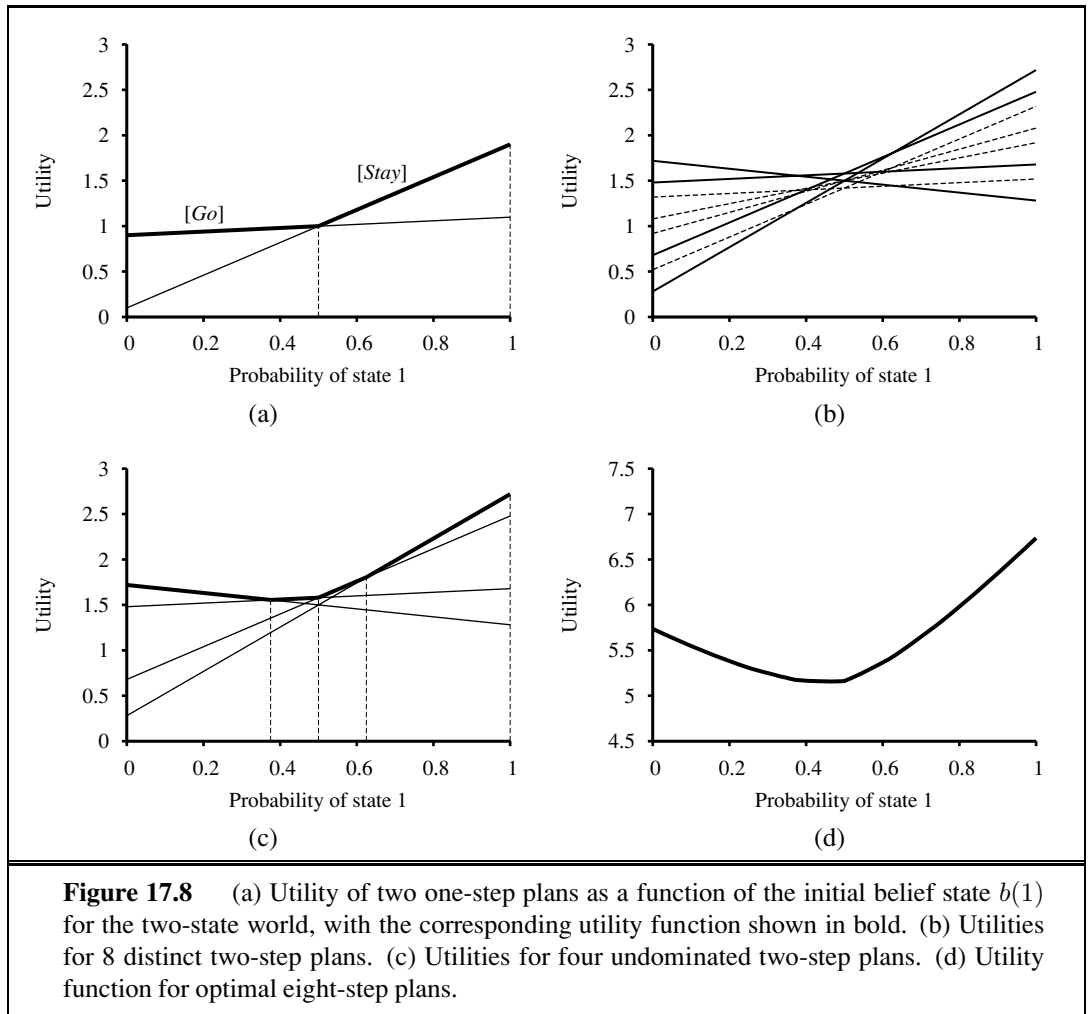 3
2.5
2
1.5
1
0.5
0
Utility
[Stay]
[Go]
0 0.2 0.4 0.6 0.8 1
Probability of state 1
(a)
3
2.5
2
1.5
1
0.5
0
Utility
0 0.2 0.4 0.6 0.8 1
Probability of state 1
(b)
3
2.5
2
1.5
1
0.5
0
Utility
0 0.2 0.4 0.6 0.8 1
Probability of state 1
(c)
7.5
7
6.5
6
5.5
5
4.5
Utility
0 0.2 0.4 0.6 0.8 1
Probability of state 1
(d)
Figure 17.8 (a) Utility of two one-step plans as a function of the initial belief state b(1)
for the two-state world, with the corresponding utility function shown in bold. (b) Utilities
for 8 distinct two-step plans. (c) Utilities for four undominated two-step plans. (d) Utility
function for optimal eight-step plans.